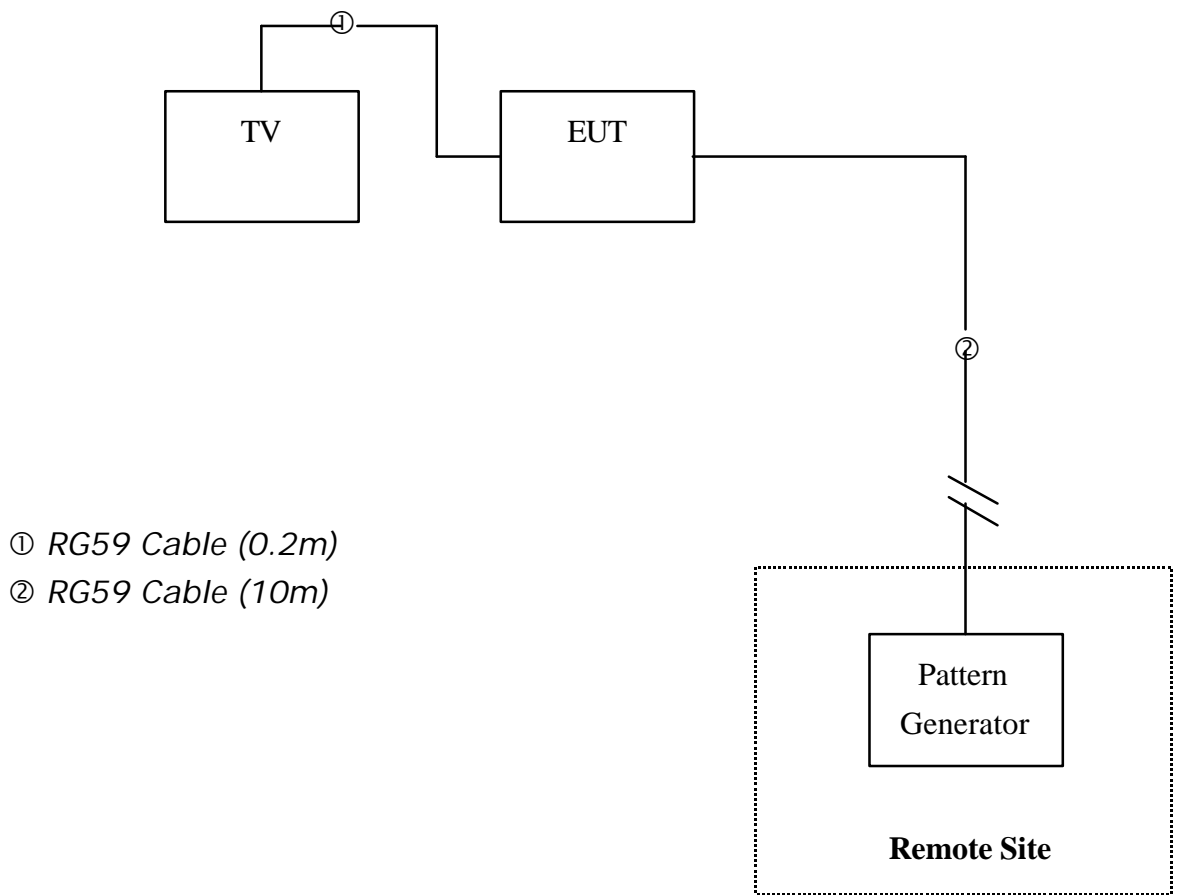 ①
TV
EUT
②
① RG59 Cable (0.2m)
② RG59 Cable (10m)
Pattern
Generator
Remote Site